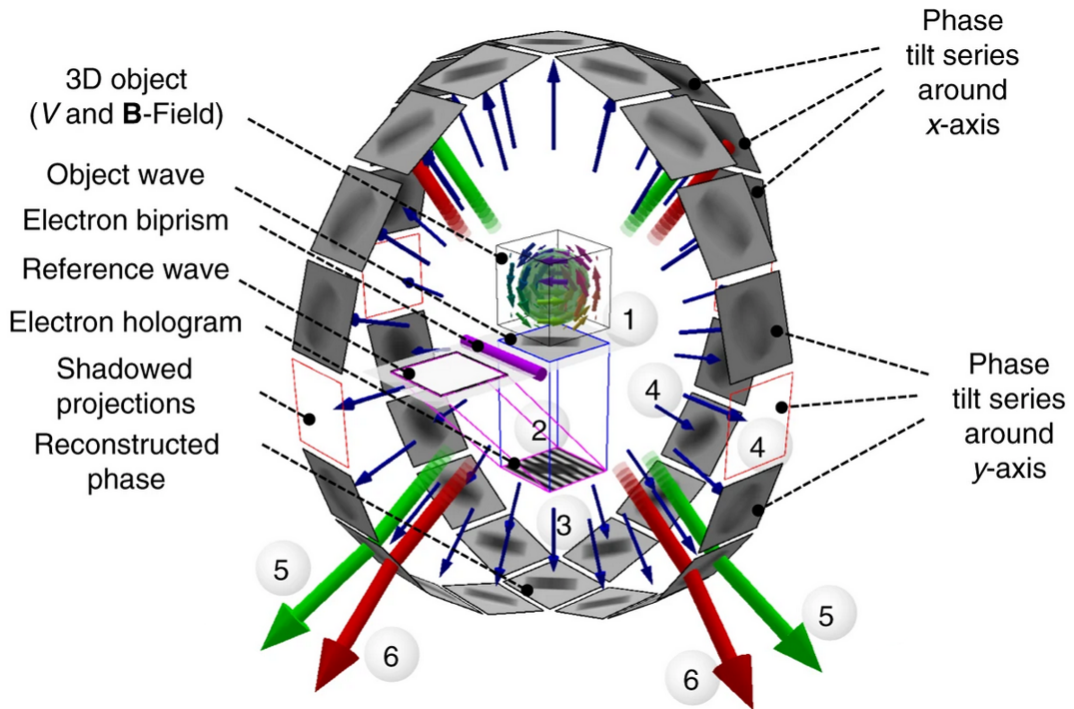 3D object
(V and B-Field)
Object wave
Electron biprism
Reference wave
Electron hologram
Shadowed
projections
Reconstructed
phase
Phase
tilt series
around
x-axis
Phase
tilt series
around
y-axis
1
2
3
4
4
5
5
6
6